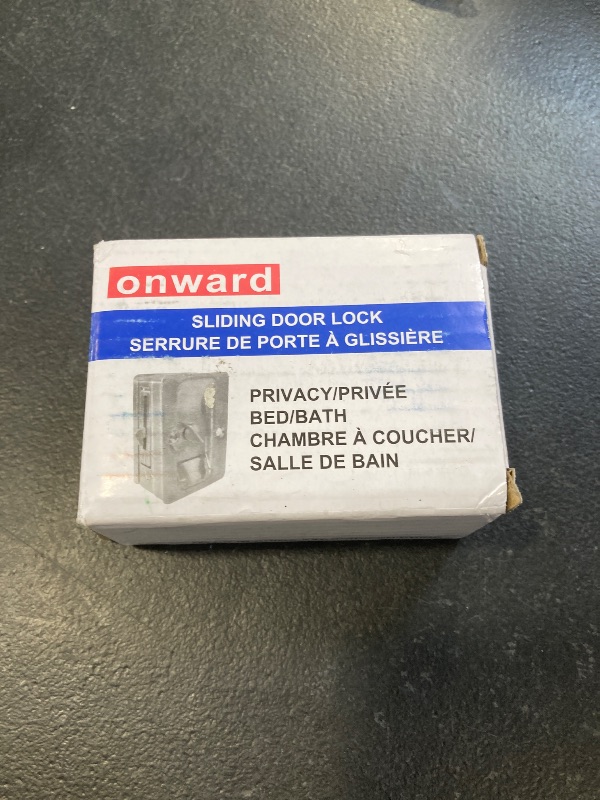 onward
SLIDING DOOR LOCK
SERRURE DE PORTE À GLISSIÈRE
PRIVACY/PRIVÉE
BED/BATH
CHAMBRE À COUCHER/
SALLE DE BAIN